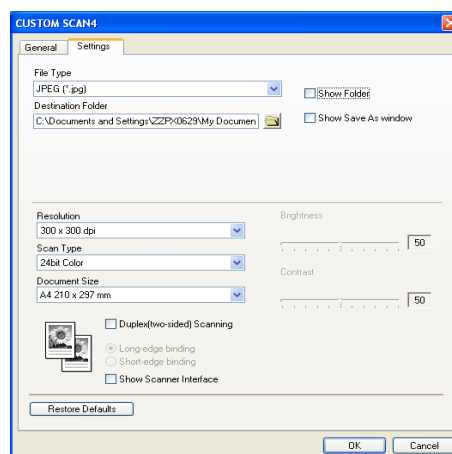 CUSTOM SCAN4
General Settings
File Type
JPEG (*.jpg)
Show Folder
Destination Folder
C:\Documents and Settings\ZZPX0629\My Documen
Show Save As window
Resolution
Brightness
300 x 300 dpi
50
Scan Type
24bit Color
Contrast
Document Size
A4 210 x 297 mm
50
Duplex(two-sided) Scanning
Long-edge binding
Short-edge binding
Show Scanner Interface
Restore Defaults
OK Cancel